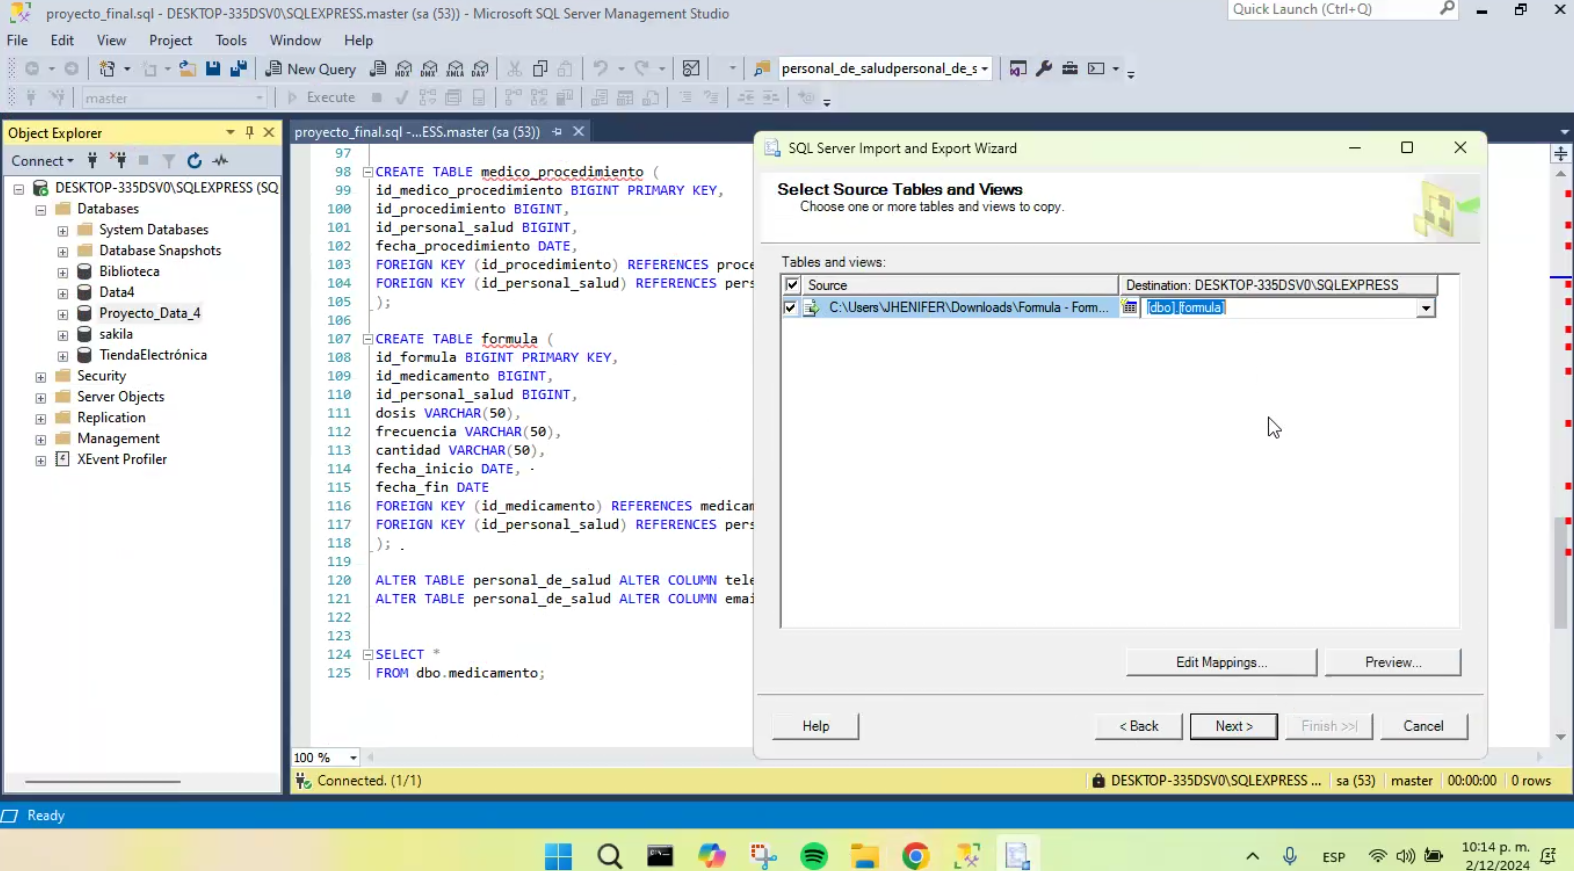 proyecto_final.sql - DESKTOP-335DSV0\SQLEXPRESS.master (sa (53)) - Microsoft SQL Server Management Studio
Quick Launch (Ctrl+Q)
File Edit View Project Tools Window Help
New Query
MDX DMX XMLA DAX
personal_de_saludpersonal_de_s
master
Execute
Object Explorer
proyecto_final.sql -...ESS.master (sa (53))
Connect
DESKTOP-335DSV0\SQLEXPRESS (SQ
Databases
System Databases
Database Snapshots
Biblioteca
Data4
Proyecto_Data_4
sakila
TiendaElectrónica
Security
Server Objects
Replication
Management
XEvent Profiler
97
98 CREATE TABLE medico_procedimiento (
99 id_medico_procedimiento BIGINT PRIMARY KEY,
100 id_procedimiento BIGINT,
101 id_personal_salud BIGINT,
102 fecha_procedimiento DATE,
103 FOREIGN KEY (id_procedimiento) REFERENCES proce
104 FOREIGN KEY (id_personal_salud) REFERENCES pers
105 );
106
107 CREATE TABLE formula (
108 id_formula BIGINT PRIMARY KEY,
109 id_medicamento BIGINT,
110 id_personal_salud BIGINT,
111 dosis VARCHAR(50),
112 frecuencia VARCHAR(50),
113 cantidad VARCHAR(50),
114 fecha_inicio DATE,
115 fecha_fin DATE
116 FOREIGN KEY (id_medicamento) REFERENCES medicam
117 FOREIGN KEY (id_personal_salud) REFERENCES pers
118 );
119
120 ALTER TABLE personal_de_salud ALTER COLUMN tele
121 ALTER TABLE personal_de_salud ALTER COLUMN emai
122
123
124 SELECT *
125 FROM dbo.medicamento;
SQL Server Import and Export Wizard
Select Source Tables and Views
Choose one or more tables and views to copy.
Tables and views:
Source Destination: DESKTOP-335DSV0\SQLEXPRESS
C:\Users\JHENIFER\Downloads\Formula - Form... [dbo].[formula]
Edit Mappings... Preview...
Help < Back Next > Finish >>| Cancel
100 %
Connected. (1/1)
DESKTOP-335DSV0\SQLEXPRESS ... sa (53) master 00:00:00 0 rows
Ready
ESP
10:14 p. m.
2/12/2024